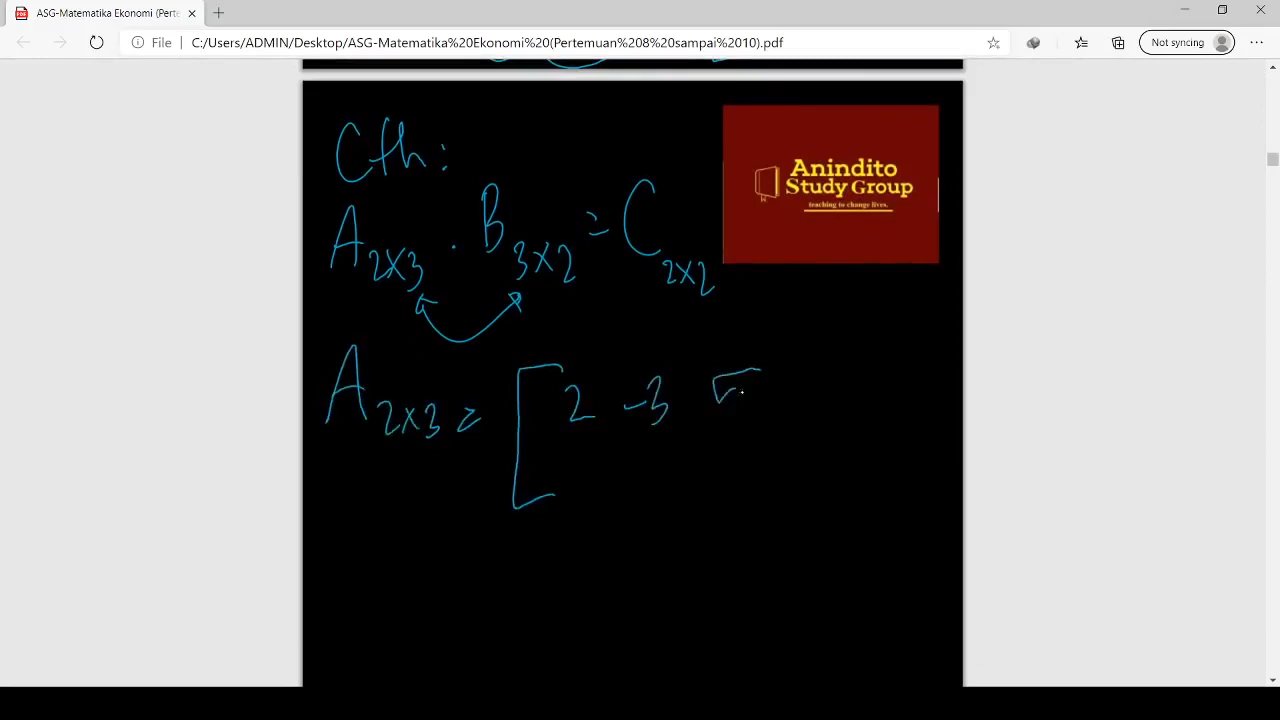 ASG-Matematika Ekonomi (Perte
File C:/Users/ADMIN/Desktop/ASG-Matematika%20Ekonomi%20(Pertemuan%208%20sampai%2010).pdf Not syncing
Cth:
Anindito
Study Group
teaching to change lives.
A2x3 . B3x2 = C2x2
A2x3 = [2 -3